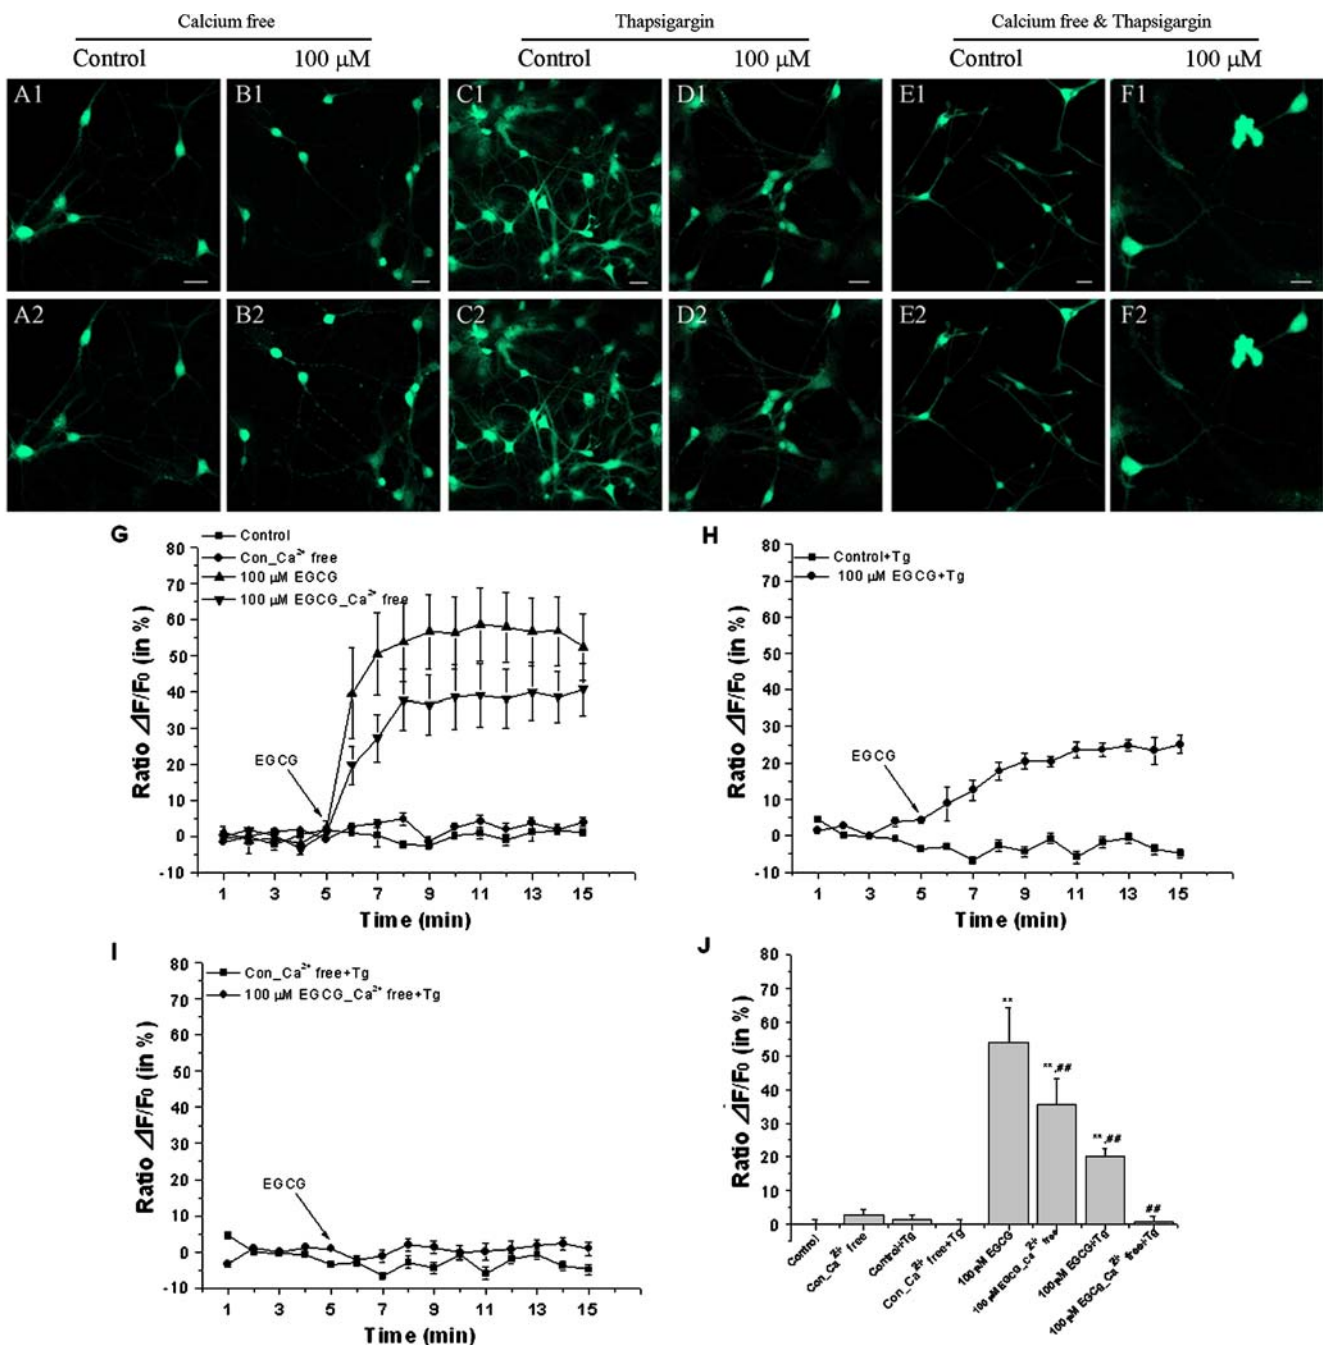 Calcium free Thapsigargin Calcium free & Thapsigargin
Control 100 μM Control 100 μM Control 100 μM
A1 B1 C1 D1 E1 F1
A2 B2 C2 D2 E2 F2
G
Control
Con_Ca²⁺ free
100 μM EGCG
100 μM EGCG_Ca²⁺ free
Ratio ΔF/F₀ (in %)
80
70
60
50
40
30
20
10
0
-10
EGCG
1 3 5 7 9 11 13 15
Time (min)
H
Control+Tg
100 μM EGCG+Tg
Ratio ΔF/F₀ (in %)
80
70
60
50
40
30
20
10
0
-10
EGCG
1 3 5 7 9 11 13 15
Time (min)
I
Con_Ca²⁺ free+Tg
100 μM EGCG_Ca²⁺ free+Tg
Ratio ΔF/F₀ (in %)
80
70
60
50
40
30
20
10
0
-10
EGCG
1 3 5 7 9 11 13 15
Time (min)
J
Ratio ΔF/F₀ (in %)
80
70
60
50
40
30
20
10
0
**
**,##
**,##
##
Control
Con_Ca²⁺ free
Control+Tg
Con_Ca²⁺ free+Tg
100 μM EGCG
100 μM EGCG_Ca²⁺ free
100 μM EGCG+Tg
100 μM EGCg_Ca²⁺ free+Tg